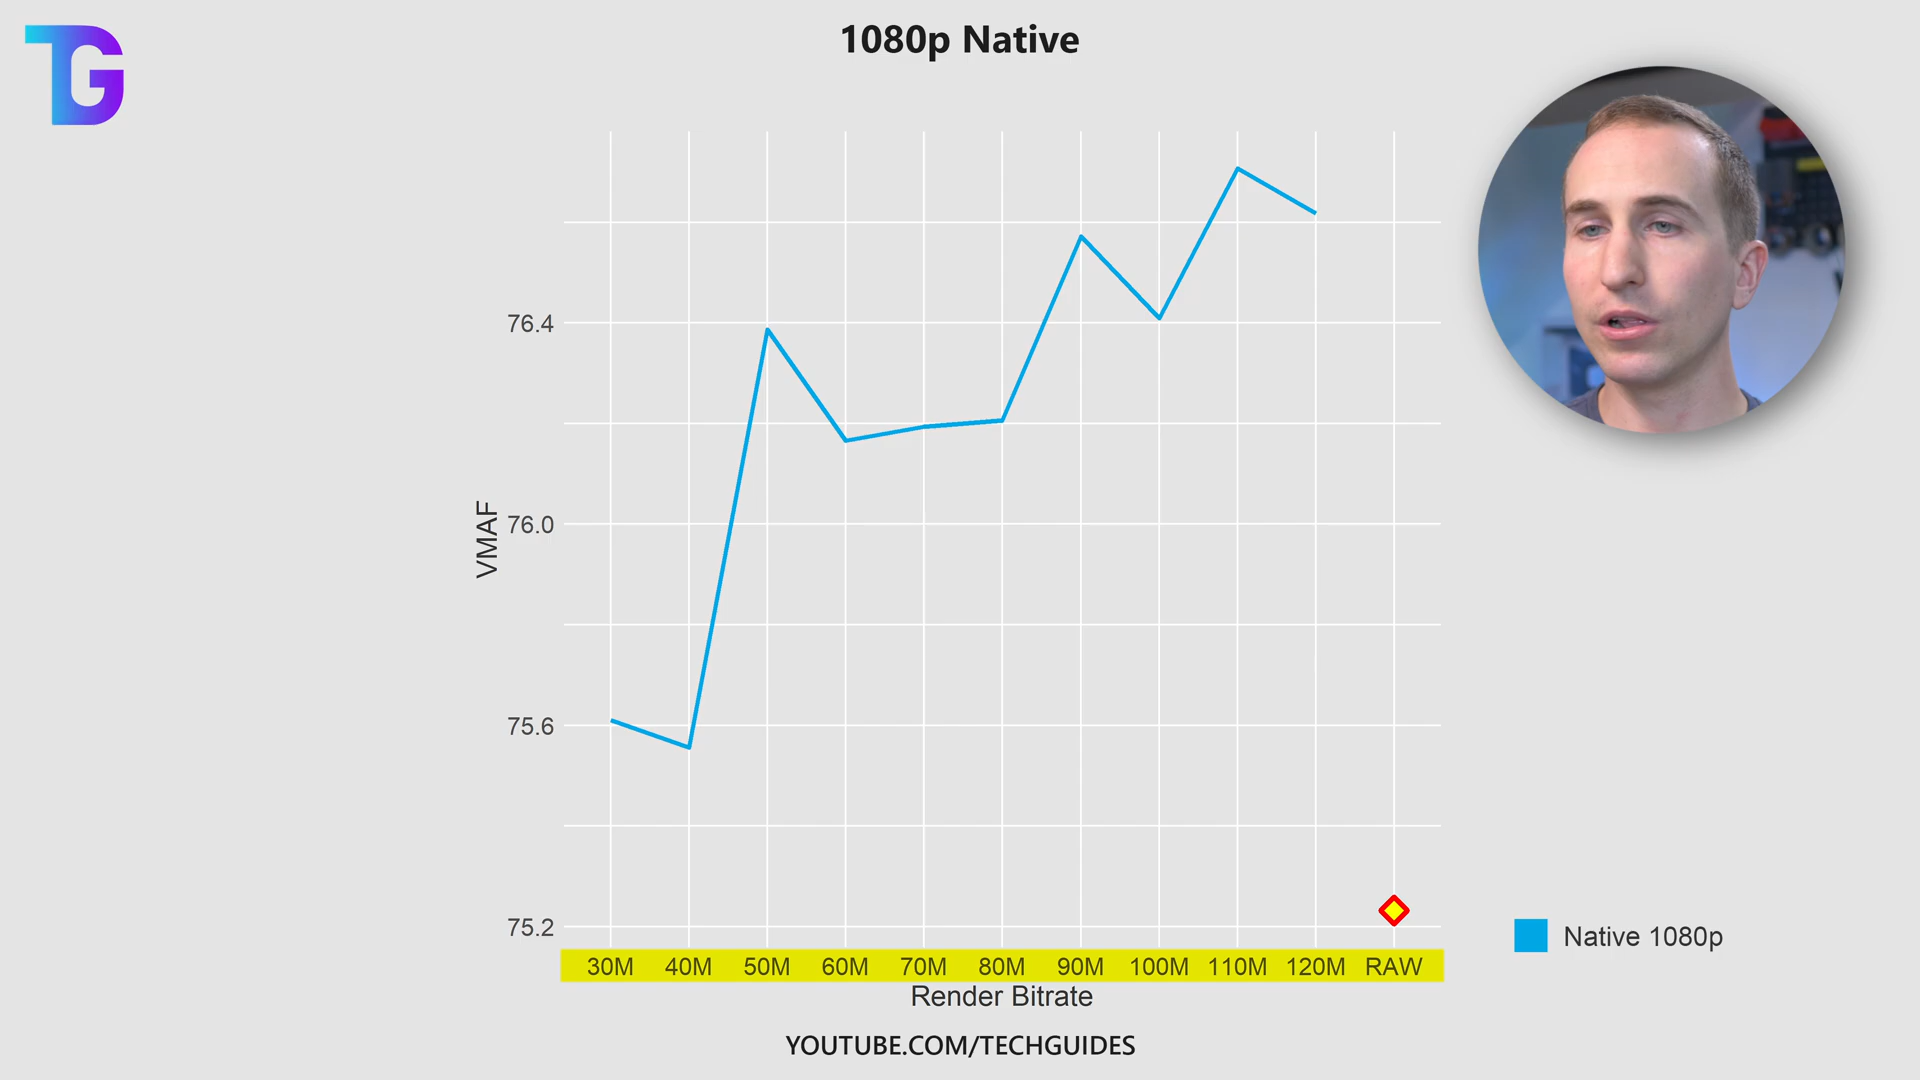 TG
1080p Native
76.4
76.0
75.6
75.2
VMAF
30M 40M 50M 60M 70M 80M 90M 100M 110M 120M RAW
Render Bitrate
Native 1080p
YOUTUBE.COM/TECHGUIDES